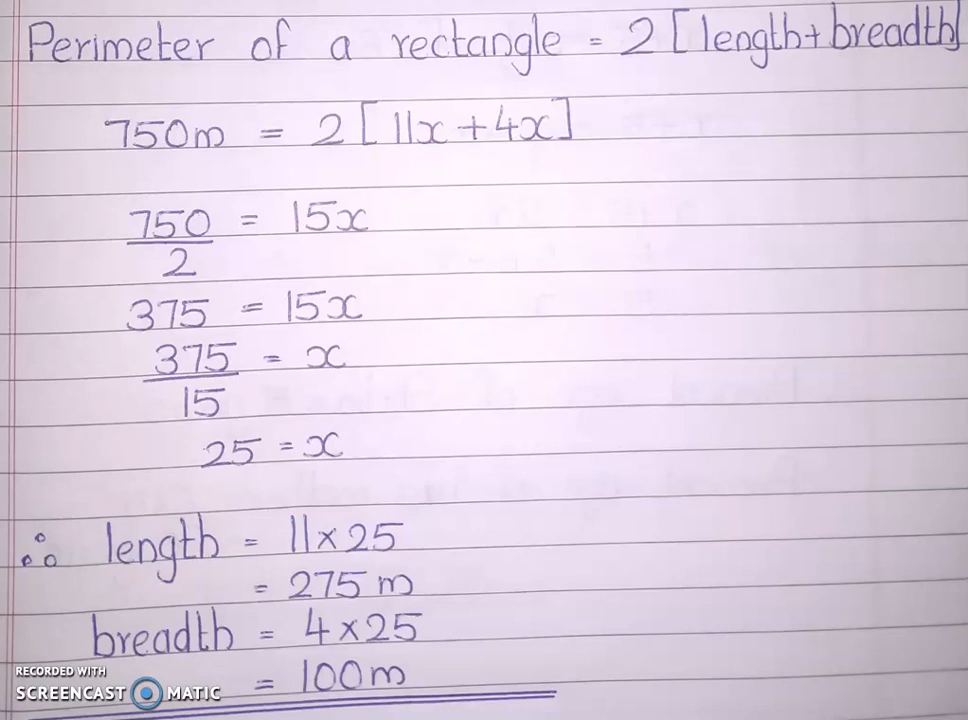 Perimeter of a rectangle = 2 [length+breadth]
750m = 2 [11x + 4x]
750/2 = 15x
375 = 15x
375/15 = x
25 = x
∴ length = 11 × 25
= 275 m
breadth = 4 × 25
= 100m
RECORDED WITH
SCREENCAST MATIC